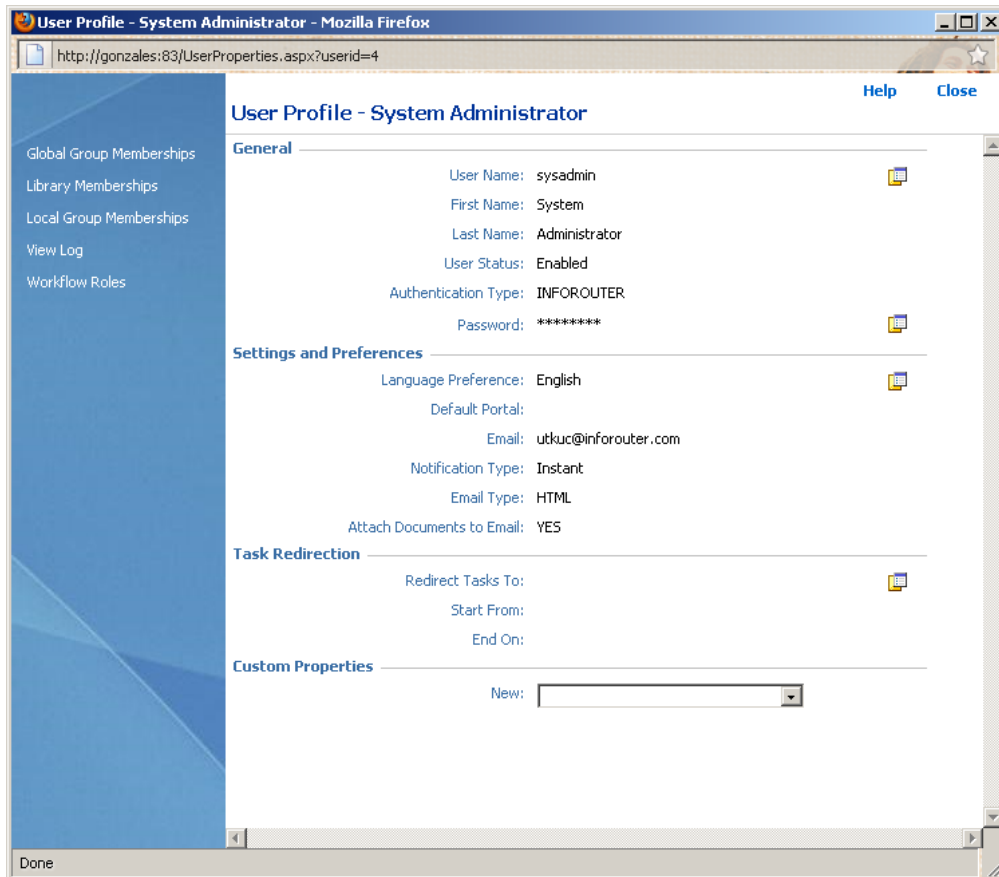 User Profile - System Administrator - Mozilla Firefox
http://gonzales:83/UserProperties.aspx?userid=4
Help Close
User Profile - System Administrator
Global Group Memberships
Library Memberships
Local Group Memberships
View Log
Workflow Roles
General
User Name: sysadmin
First Name: System
Last Name: Administrator
User Status: Enabled
Authentication Type: INFOROUTER
Password: ********
Settings and Preferences
Language Preference: English
Default Portal:
Email: utkuc@inforouter.com
Notification Type: Instant
Email Type: HTML
Attach Documents to Email: YES
Task Redirection
Redirect Tasks To:
Start From:
End On:
Custom Properties
New:
Done